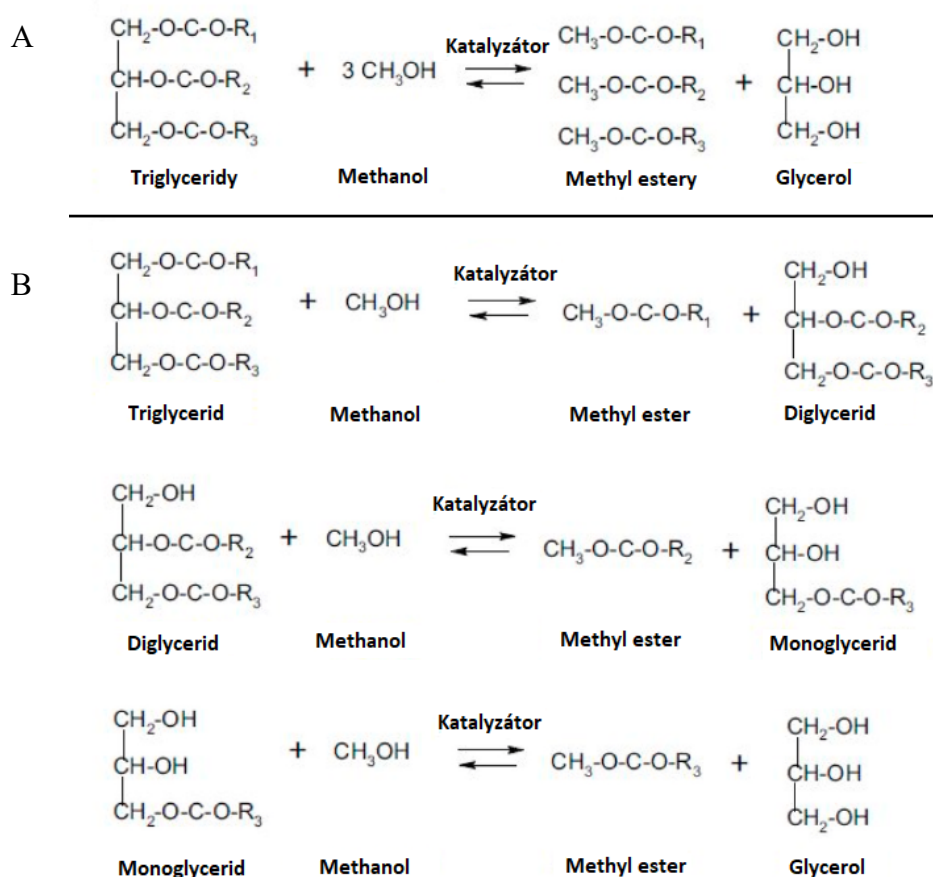 A
CH2-O-C-O-R1
CH-O-C-O-R2
CH2-O-C-O-R3
+ 3 CH3OH
Katalyzátor
CH3-O-C-O-R1
CH3-O-C-O-R2
CH3-O-C-O-R3
+
CH2-OH
CH-OH
CH2-OH
Triglyceridy Methanol Methyl estery Glycerol
B
CH2-O-C-O-R1
CH-O-C-O-R2
CH2-O-C-O-R3
+ CH3OH
Katalyzátor
CH3-O-C-O-R1
+
CH2-OH
CH-O-C-O-R2
CH2-O-C-O-R3
Triglycerid Methanol Methyl ester Diglycerid
CH2-OH
CH-O-C-O-R2
CH2-O-C-O-R3
+ CH3OH
Katalyzátor
CH3-O-C-O-R2
+
CH2-OH
CH-OH
CH2-O-C-O-R3
Diglycerid Methanol Methyl ester Monoglycerid
CH2-OH
CH-OH
CH2-O-C-O-R3
+ CH3OH
Katalyzátor
CH3-O-C-O-R3
+
CH2-OH
CH-OH
CH2-OH
Monoglycerid Methanol Methyl ester Glycerol